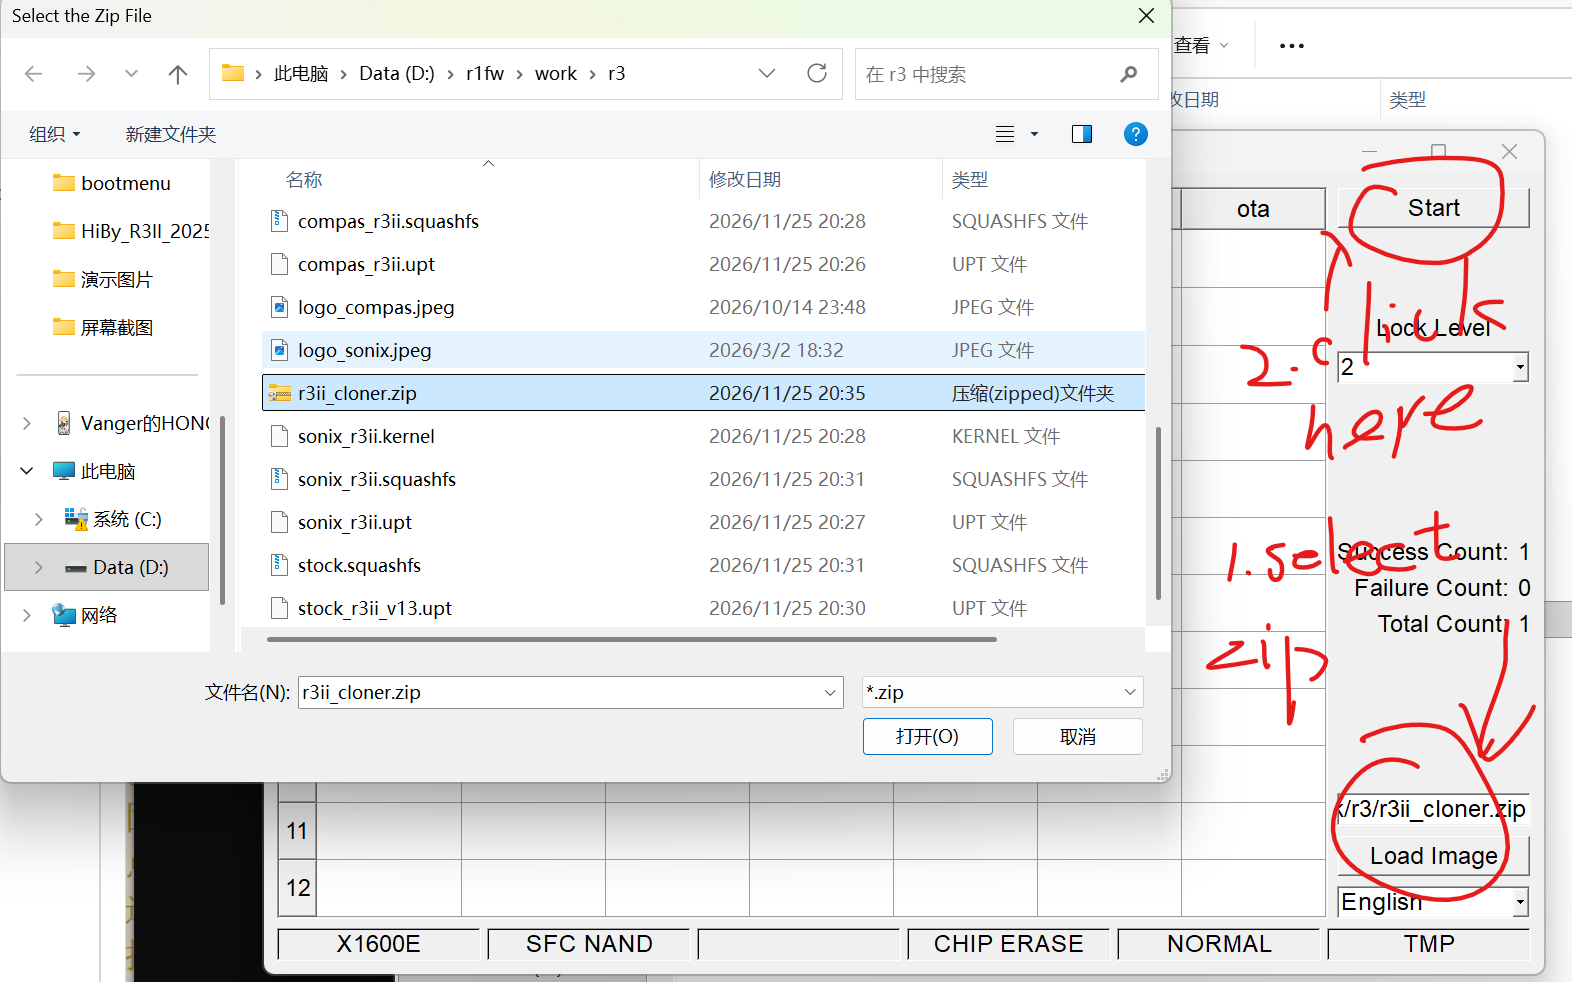 Select the Zip File
查看
此电脑 › Data (D:) › r1fw › work › r3
在 r3 中搜索
改日期
类型
组织
新建文件夹
名称
修改日期
类型
bootmenu
HiBy_R3II_2025
演示图片
屏幕截图
Vanger的HONO
此电脑
系统 (C:)
Data (D:)
网络
compas_r3ii.squashfs 2026/11/25 20:28 SQUASHFS 文件
compas_r3ii.upt 2026/11/25 20:26 UPT 文件
logo_compas.jpeg 2026/10/14 23:48 JPEG 文件
logo_sonix.jpeg 2026/3/2 18:32 JPEG 文件
r3ii_cloner.zip 2026/11/25 20:35 压缩(zipped)文件夹
sonix_r3ii.kernel 2026/11/25 20:28 KERNEL 文件
sonix_r3ii.squashfs 2026/11/25 20:31 SQUASHFS 文件
sonix_r3ii.upt 2026/11/25 20:27 UPT 文件
stock.squashfs 2026/11/25 20:31 SQUASHFS 文件
stock_r3ii_v13.upt 2026/11/25 20:30 UPT 文件
文件名(N): r3ii_cloner.zip
*.zip
打开(O)
取消
ota
Start
Lock Level
2
2.click
here
1.select
zip
Success Count: 1
Failure Count: 0
Total Count: 1
/r3/r3ii_cloner.zip
Load Image
English
11
12
X1600E
SFC NAND
CHIP ERASE
NORMAL
TMP